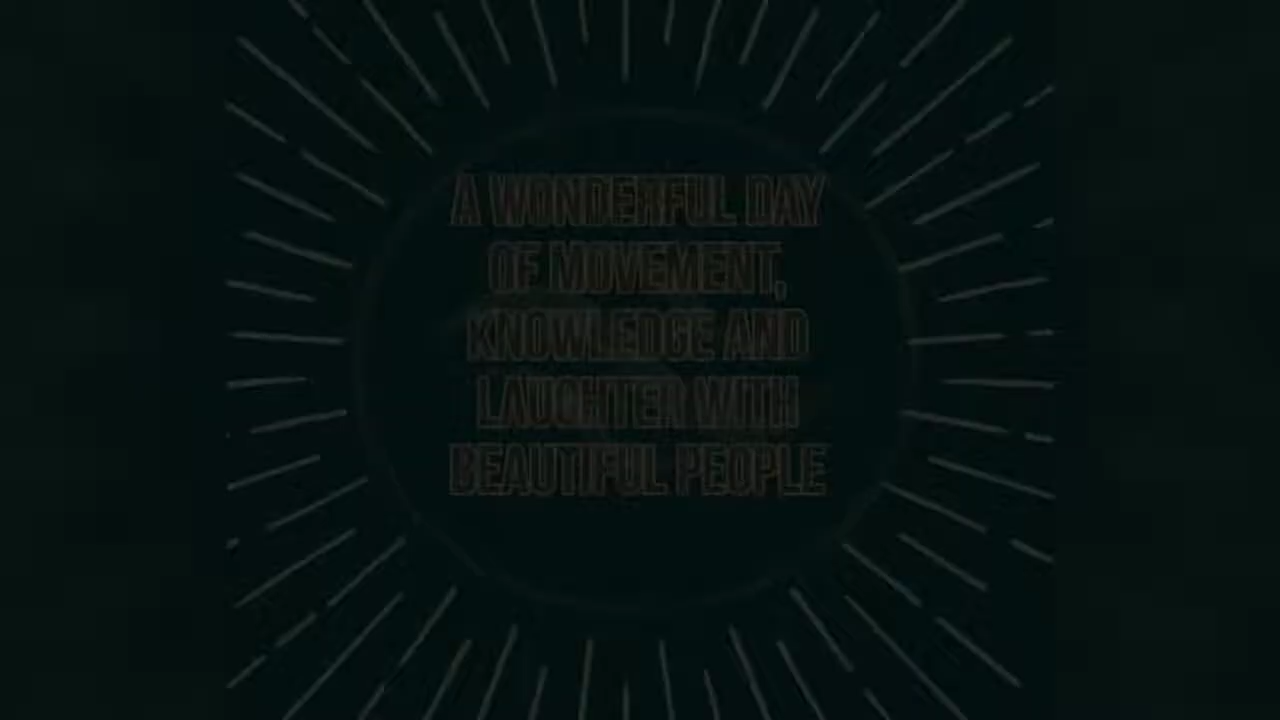 A WONDERFUL DAY
OF MOVEMENT,
KNOWLEDGE AND
LAUGHTER WITH
BEAUTIFUL PEOPLE